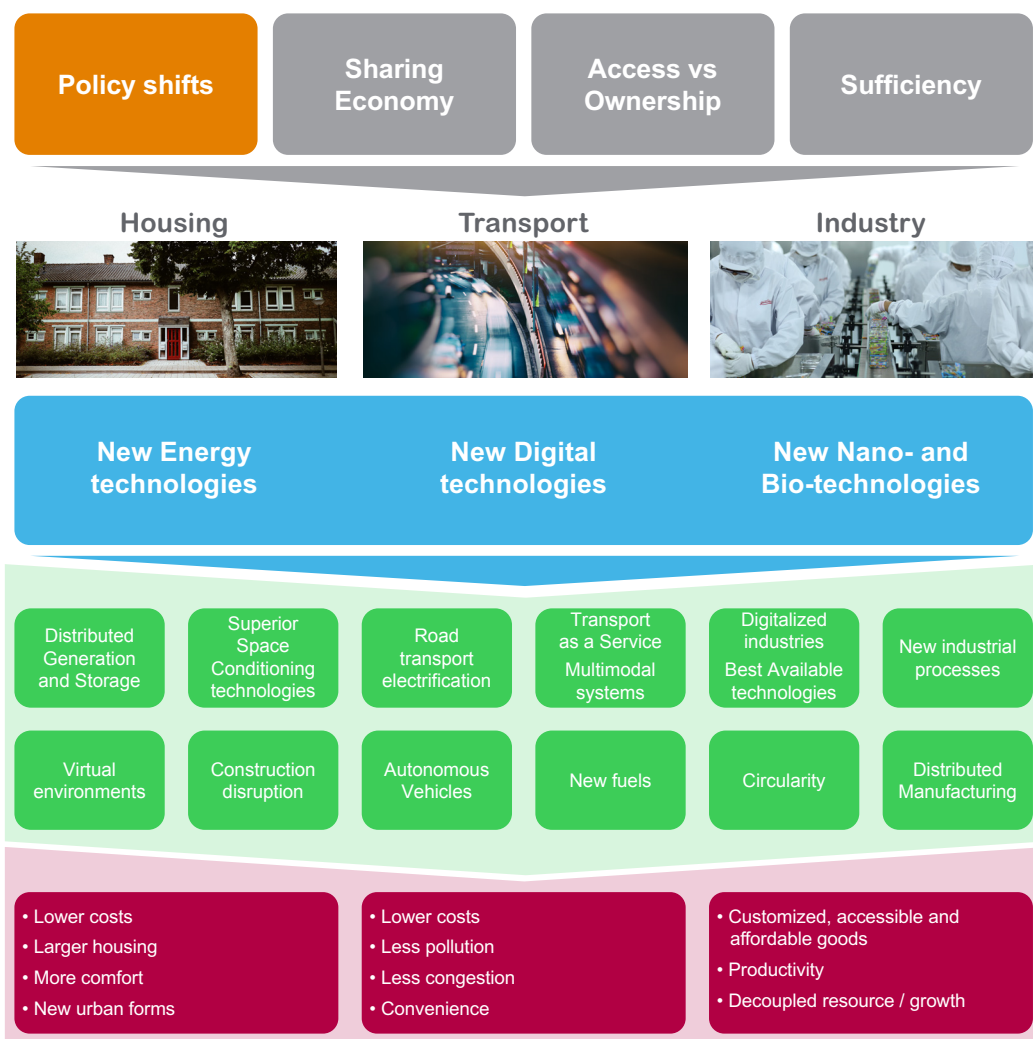 Policy shifts
Sharing
Economy
Access vs
Ownership
Sufficiency
Housing
Transport
Industry
New Energy
technologies
New Digital
technologies
New Nano- and
Bio-technologies
Distributed
Generation
and Storage
Superior
Space
Conditioning
technologies
Road
transport
electrification
Transport
as a Service
Multimodal
systems
Digitalized
industries
Best Available
technologies
New industrial
processes
Virtual
environments
Construction
disruption
Autonomous
Vehicles
New fuels
Circularity
Distributed
Manufacturing
• Lower costs
• Larger housing
• More comfort
• New urban forms
• Lower costs
• Less pollution
• Less congestion
• Convenience
• Customized, accessible and
affordable goods
• Productivity
• Decoupled resource / growth